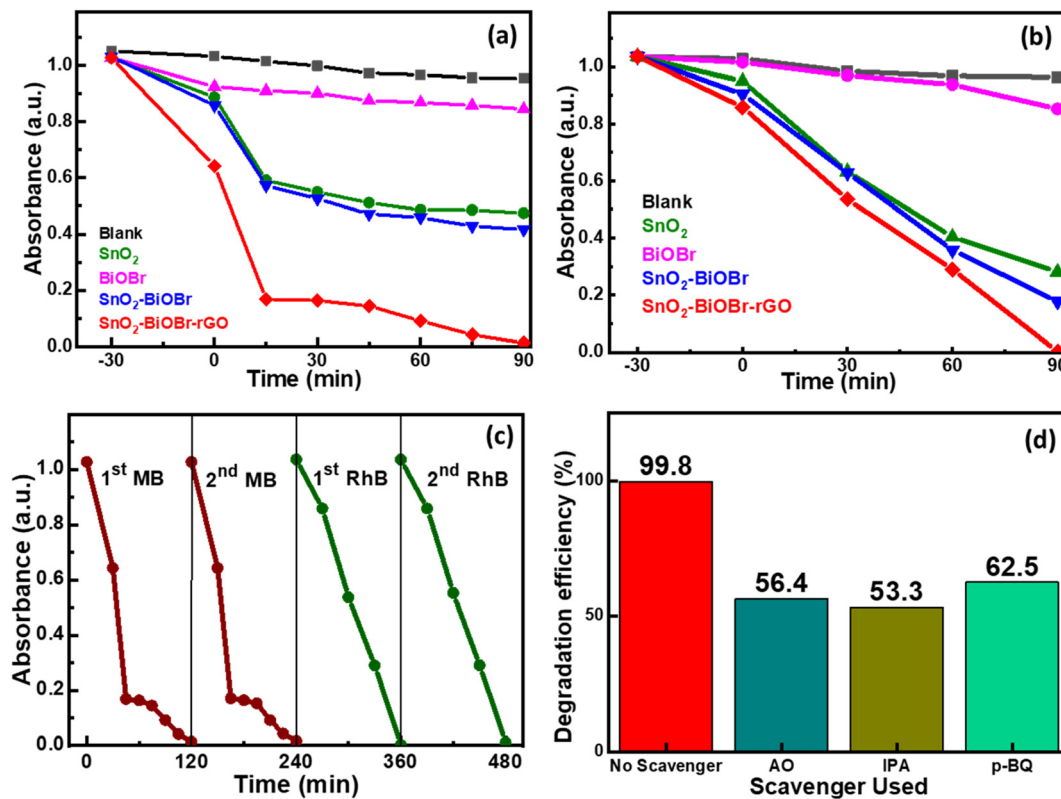 (a)
Absorbance (a.u.)
1.0
0.8
0.6
0.4
0.2
0.0
Blank
SnO₂
BiOBr
SnO₂-BiOBr
SnO₂-BiOBr-rGO
-30 0 30 60 90
Time (min)
(b)
Absorbance (a.u.)
1.0
0.8
0.6
0.4
0.2
0.0
Blank
SnO₂
BiOBr
SnO₂-BiOBr
SnO₂-BiOBr-rGO
-30 0 30 60 90
Time (min)
(c)
Absorbance (a.u.)
1.0
0.8
0.6
0.4
0.2
0.0
1st MB 2nd MB 1st RhB 2nd RhB
0 120 240 360 480
Time (min)
(d)
Degradation efficiency (%)
100
50
0
99.8
56.4
53.3
62.5
No Scavenger AO IPA p-BQ
Scavenger Used